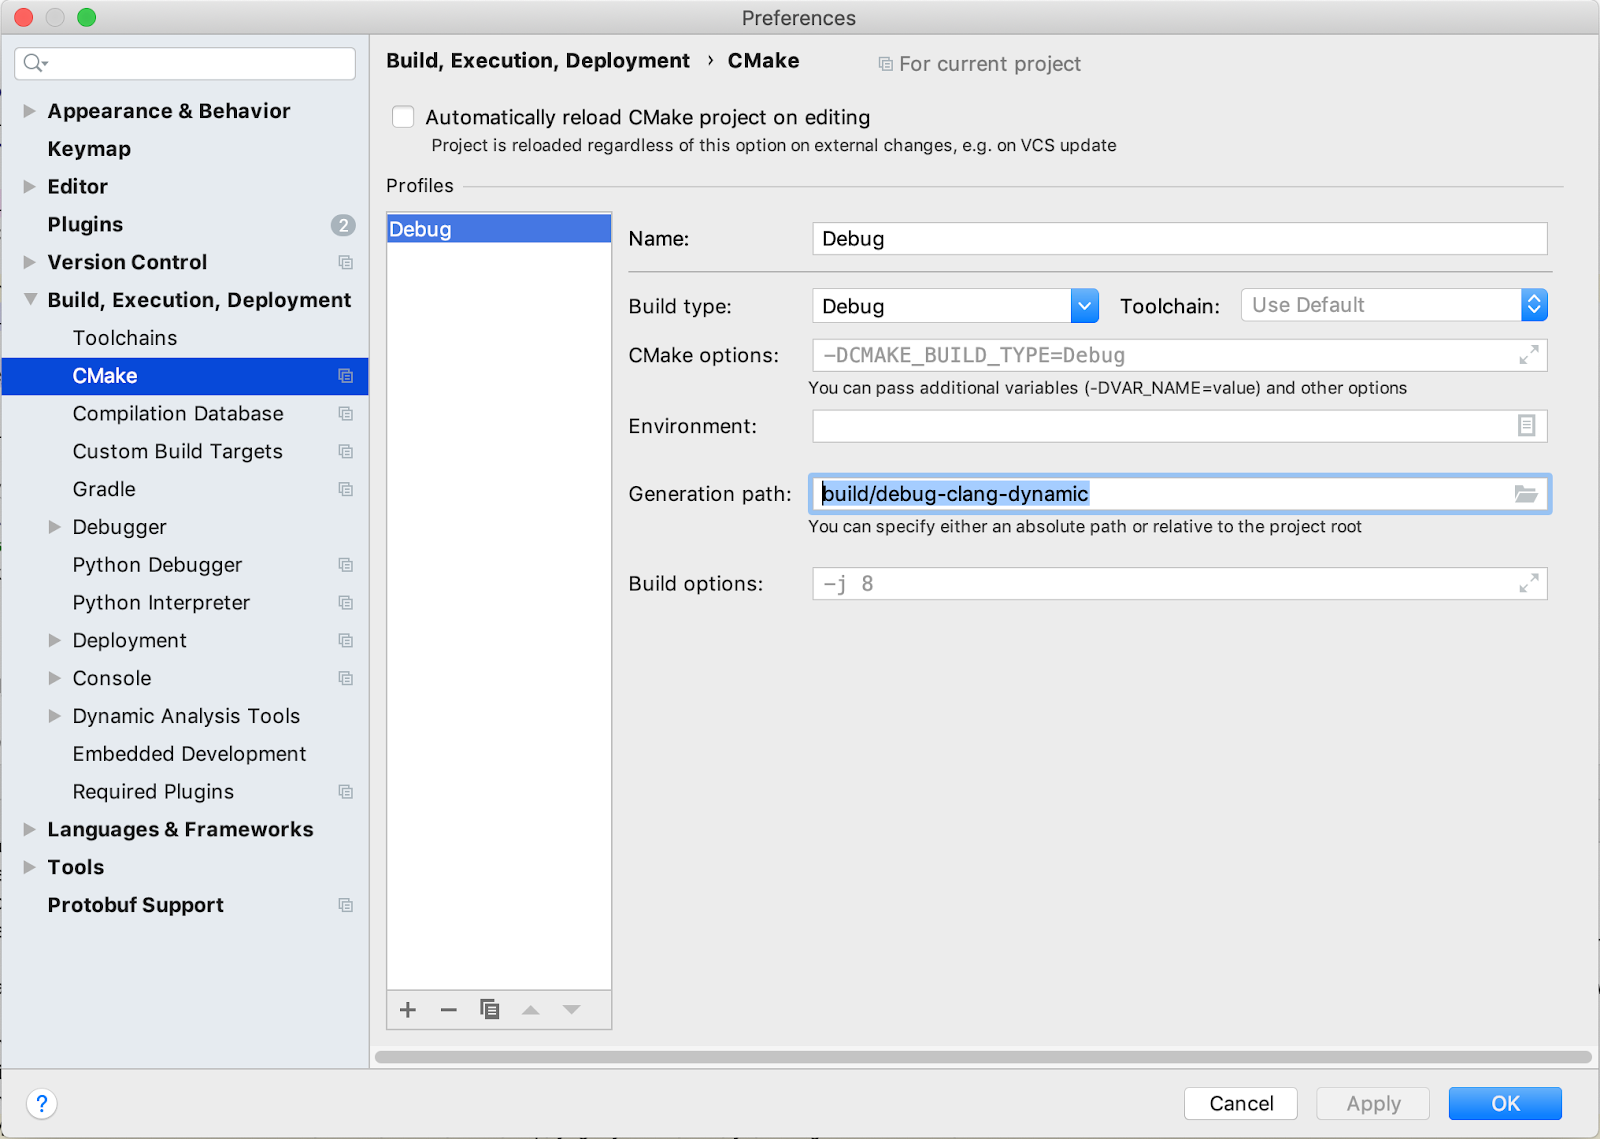 Preferences
Build, Execution, Deployment › CMake For current project
Appearance & Behavior
Keymap
Editor
Plugins 2
Version Control
Build, Execution, Deployment
Toolchains
CMake
Compilation Database
Custom Build Targets
Gradle
Debugger
Python Debugger
Python Interpreter
Deployment
Console
Dynamic Analysis Tools
Embedded Development
Required Plugins
Languages & Frameworks
Tools
Protobuf Support
Automatically reload CMake project on editing
Project is reloaded regardless of this option on external changes, e.g. on VCS update
Profiles
Debug
Name: Debug
Build type: Debug Toolchain: Use Default
CMake options: -DCMAKE_BUILD_TYPE=Debug
You can pass additional variables (-DVAR_NAME=value) and other options
Environment:
Generation path: build/debug-clang-dynamic
You can specify either an absolute path or relative to the project root
Build options: -j 8
? Cancel Apply OK